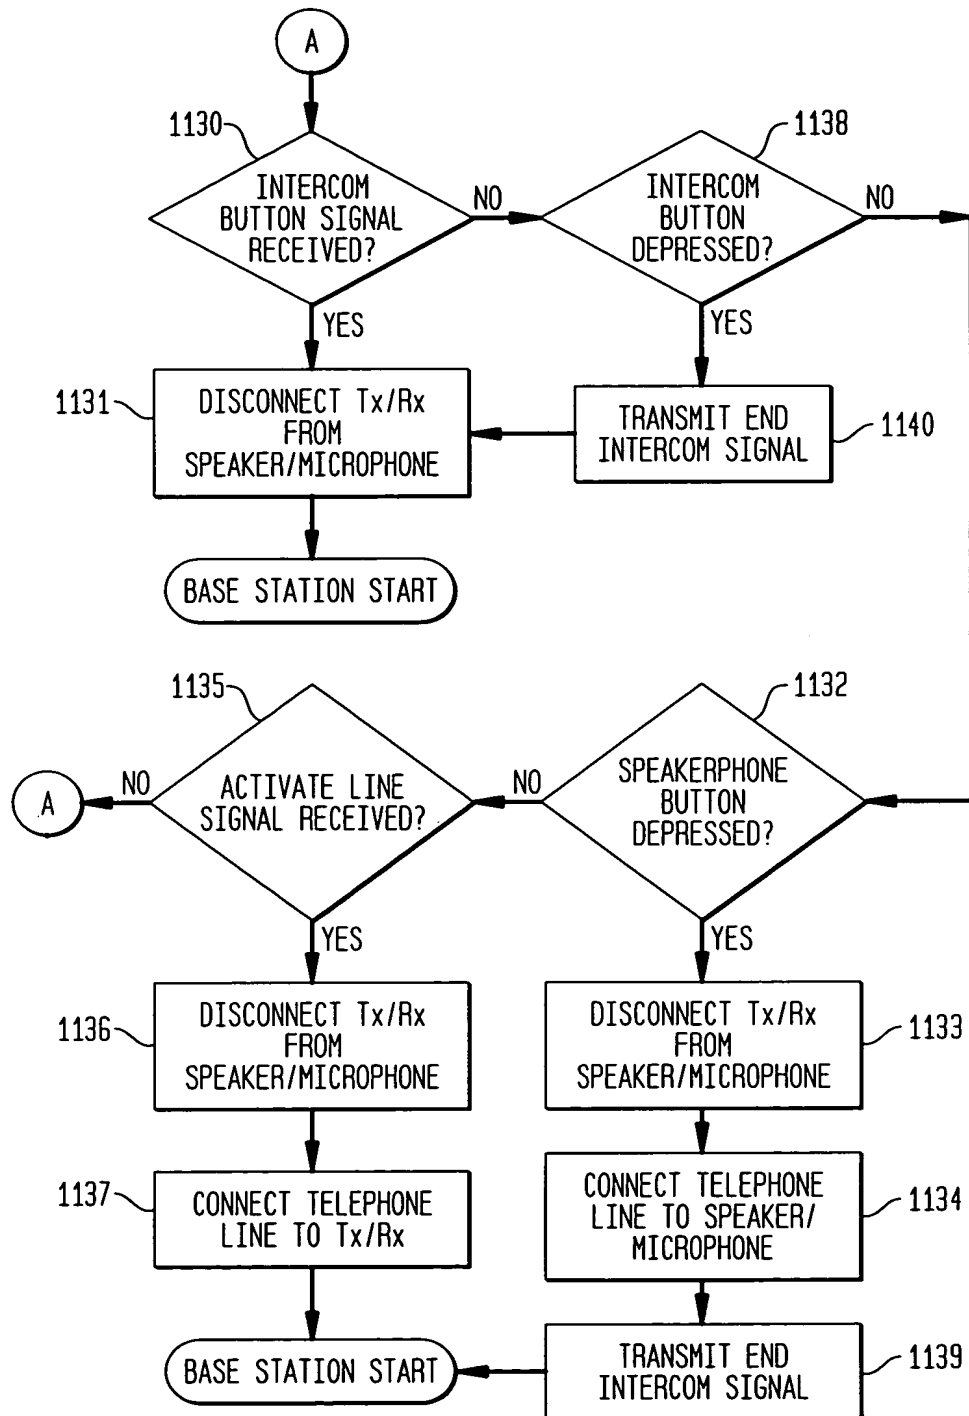 A
1130
INTERCOM
BUTTON SIGNAL
RECEIVED?
NO
YES
1138
INTERCOM
BUTTON
DEPRESSED?
NO
YES
1131
DISCONNECT Tx/Rx
FROM
SPEAKER/MICROPHONE
TRANSMIT END
INTERCOM SIGNAL
1140
BASE STATION START
1135
ACTIVATE LINE
SIGNAL RECEIVED?
NO
A
YES
1132
SPEAKERPHONE
BUTTON
DEPRESSED?
NO
YES
1136
DISCONNECT Tx/Rx
FROM
SPEAKER/MICROPHONE
DISCONNECT Tx/Rx
FROM
SPEAKER/MICROPHONE
1133
1137
CONNECT TELEPHONE
LINE TO Tx/Rx
CONNECT TELEPHONE
LINE TO SPEAKER/
MICROPHONE
1134
BASE STATION START
TRANSMIT END
INTERCOM SIGNAL
1139